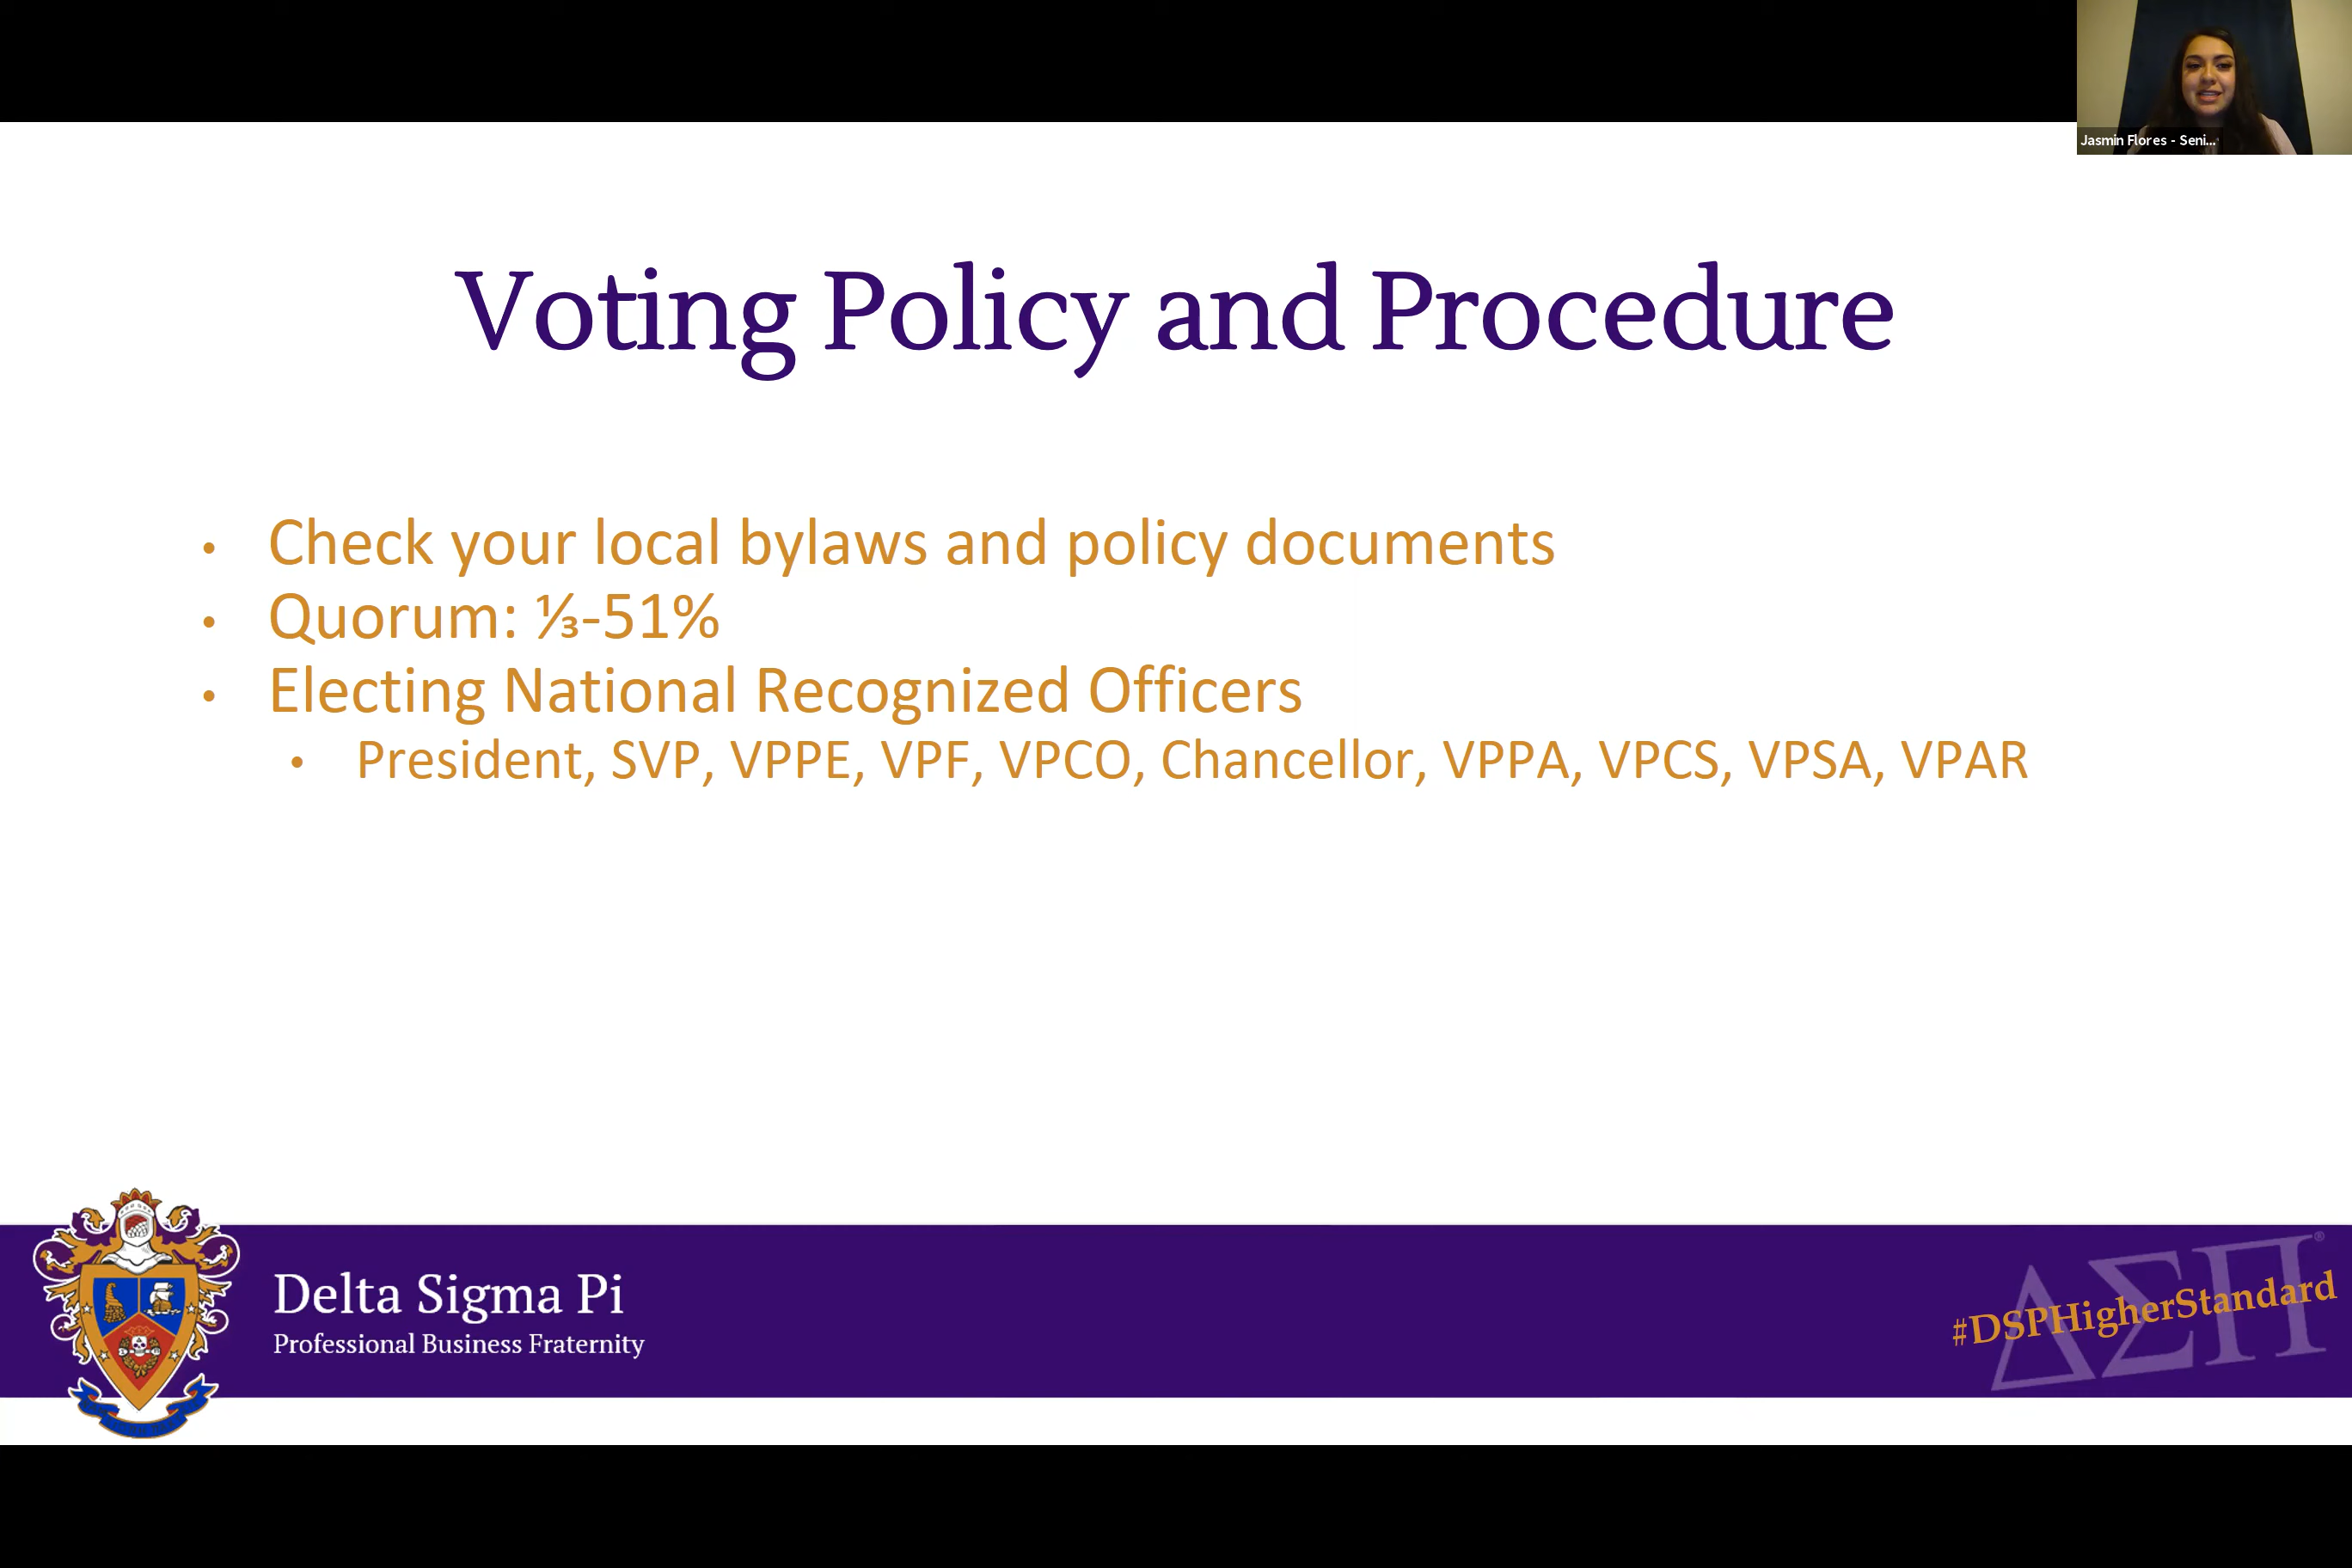 Jasmin Flores - Seni...
Voting Policy and Procedure
• Check your local bylaws and policy documents
• Quorum: ⅓-51%
• Electing National Recognized Officers
• President, SVP, VPPE, VPF, VPCO, Chancellor, VPPA, VPCS, VPSA, VPAR
Delta Sigma Pi
Professional Business Fraternity
ΔΣΠ®
#DSPHigherStandard